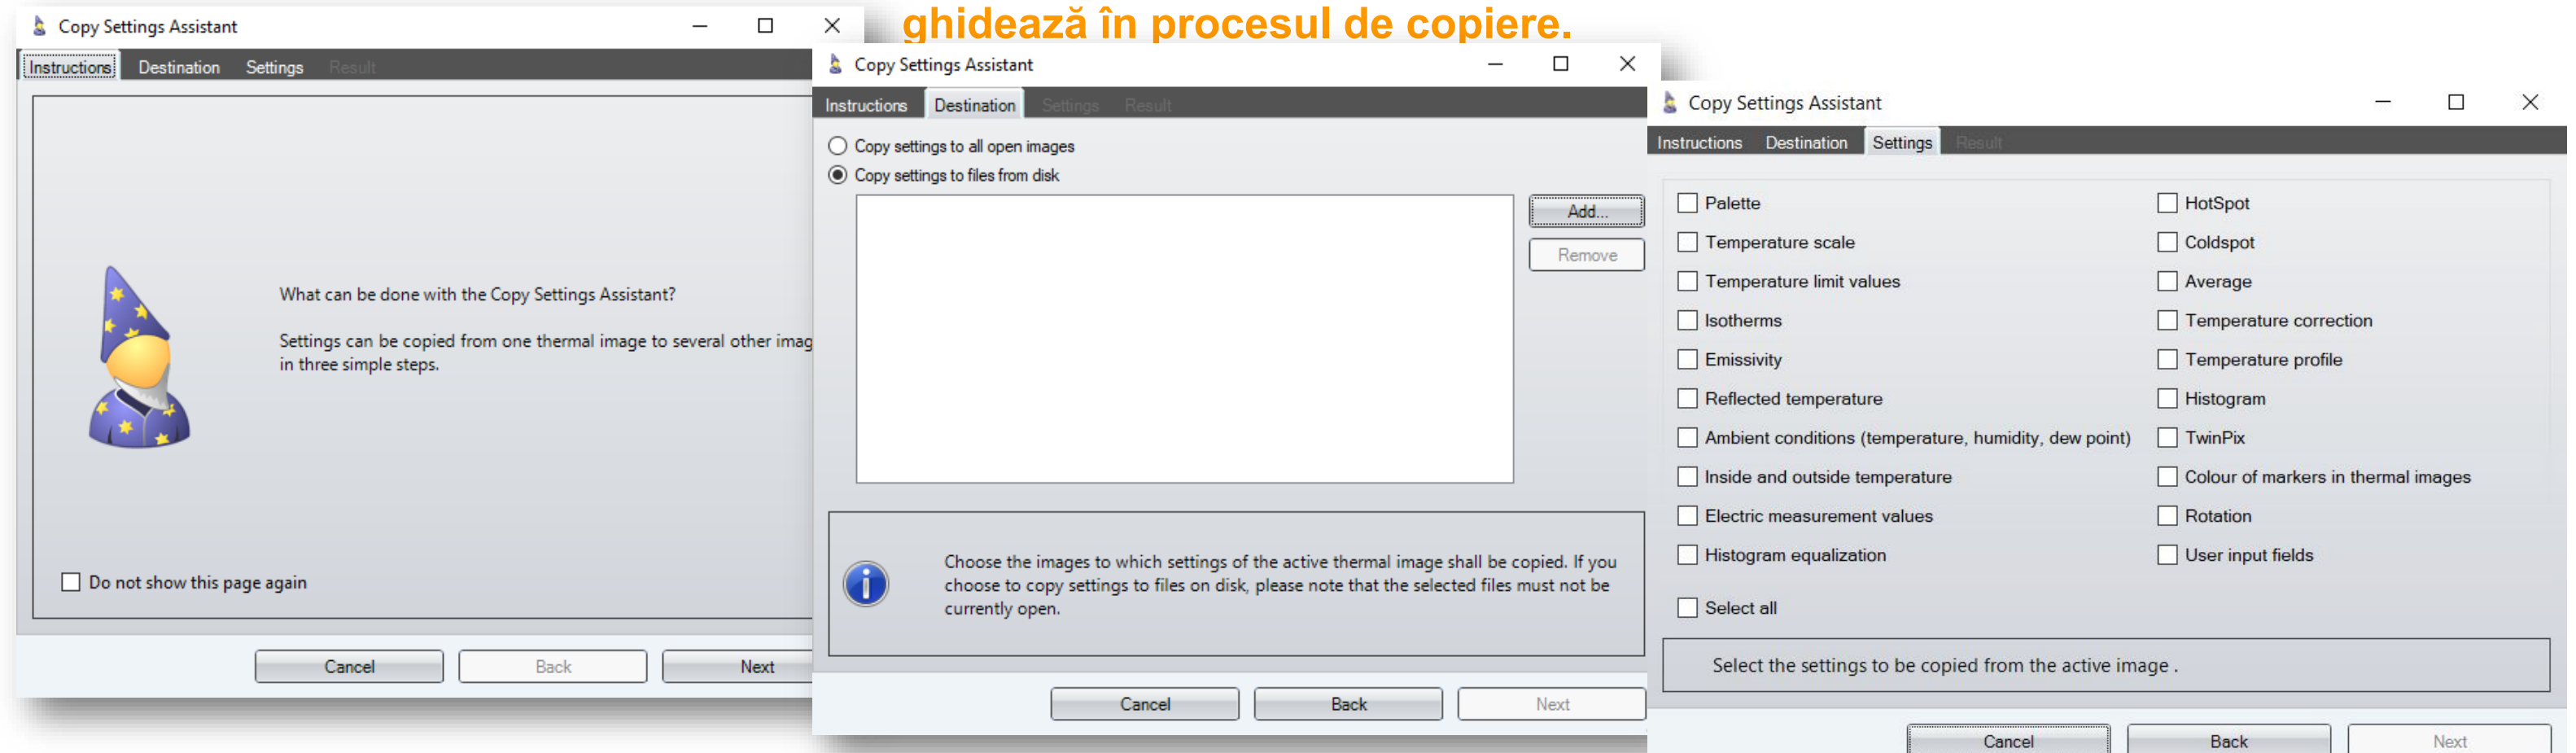 ghidează în procesul de copiere.
Copy Settings Assistant
Instructions Destination Settings Result
What can be done with the Copy Settings Assistant?
Settings can be copied from one thermal image to several other imag
in three simple steps.
Do not show this page again
Cancel Back Next
Copy Settings Assistant
Instructions Destination Settings Result
Copy settings to all open images
Copy settings to files from disk
Add...
Remove
Choose the images to which settings of the active thermal image shall be copied. If you
choose to copy settings to files on disk, please note that the selected files must not be
currently open.
Cancel Back Next
Copy Settings Assistant
Instructions Destination Settings Result
Palette
Temperature scale
Temperature limit values
Isotherms
Emissivity
Reflected temperature
Ambient conditions (temperature, humidity, dew point)
Inside and outside temperature
Electric measurement values
Histogram equalization
Select all
HotSpot
Coldspot
Average
Temperature correction
Temperature profile
Histogram
TwinPix
Colour of markers in thermal images
Rotation
User input fields
Select the settings to be copied from the active image .
Cancel Back Next